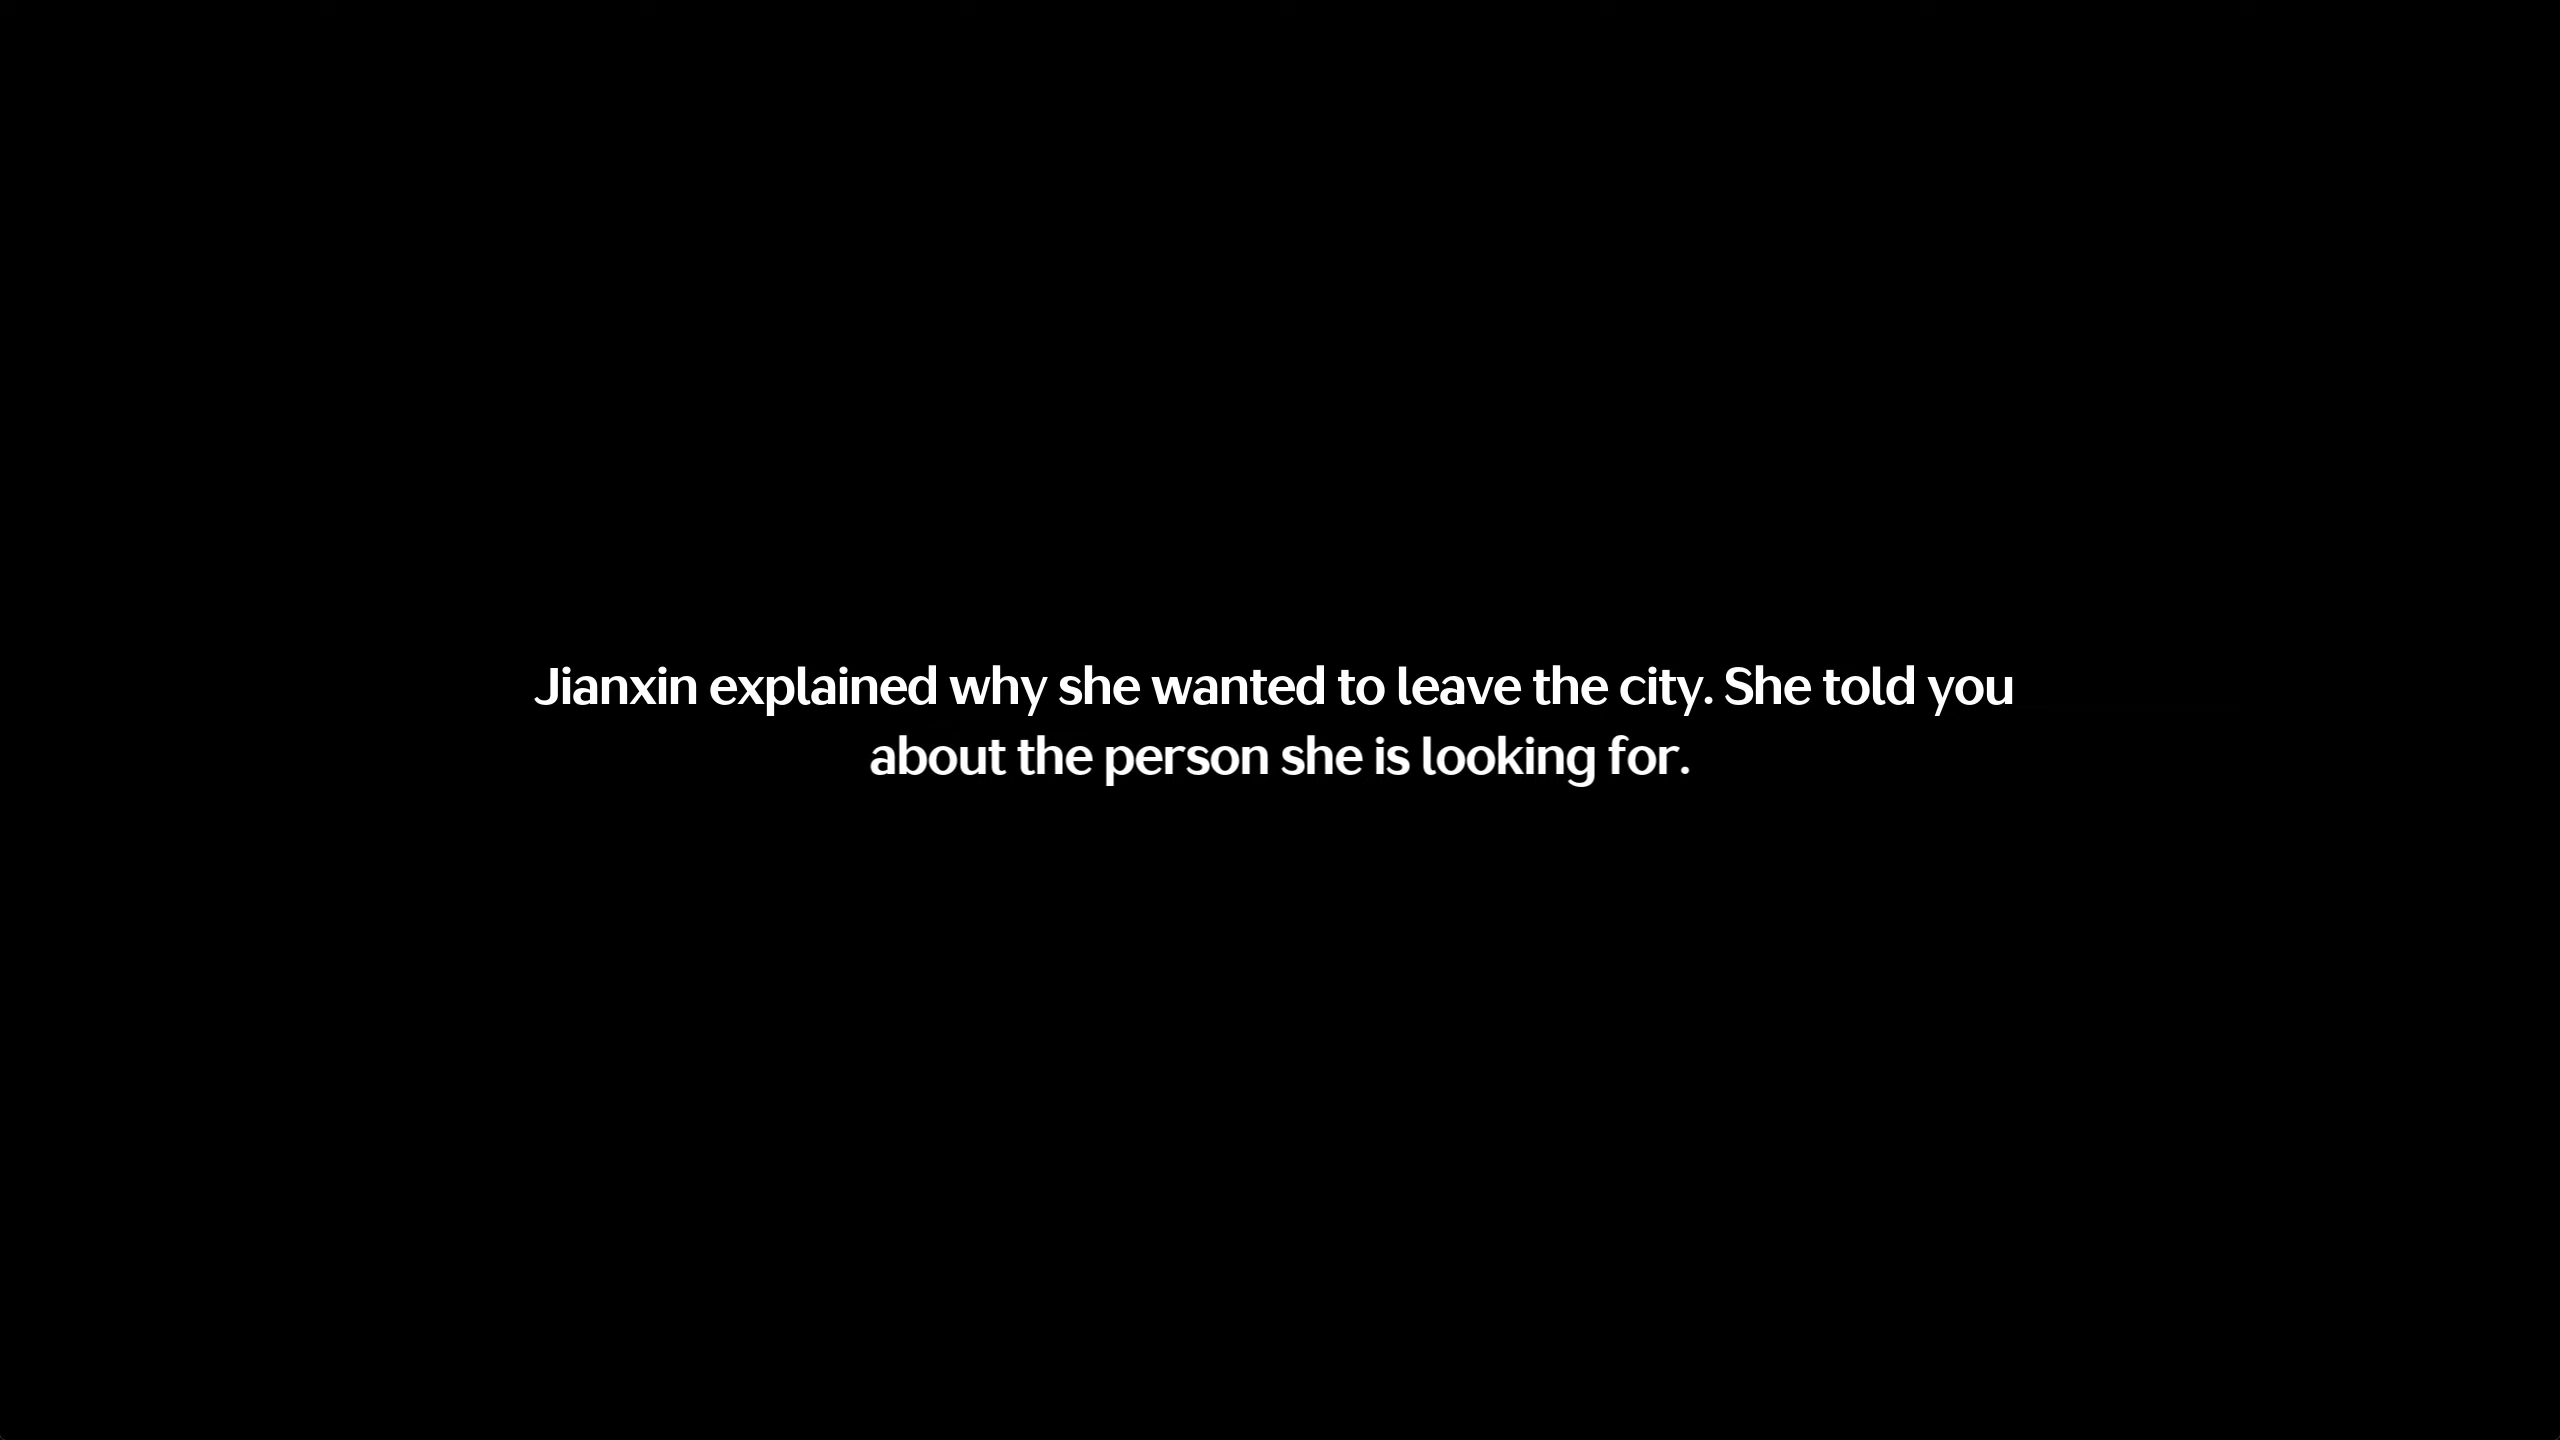 Jianxin explained why she wanted to leave the city. She told you
about the person she is looking for.